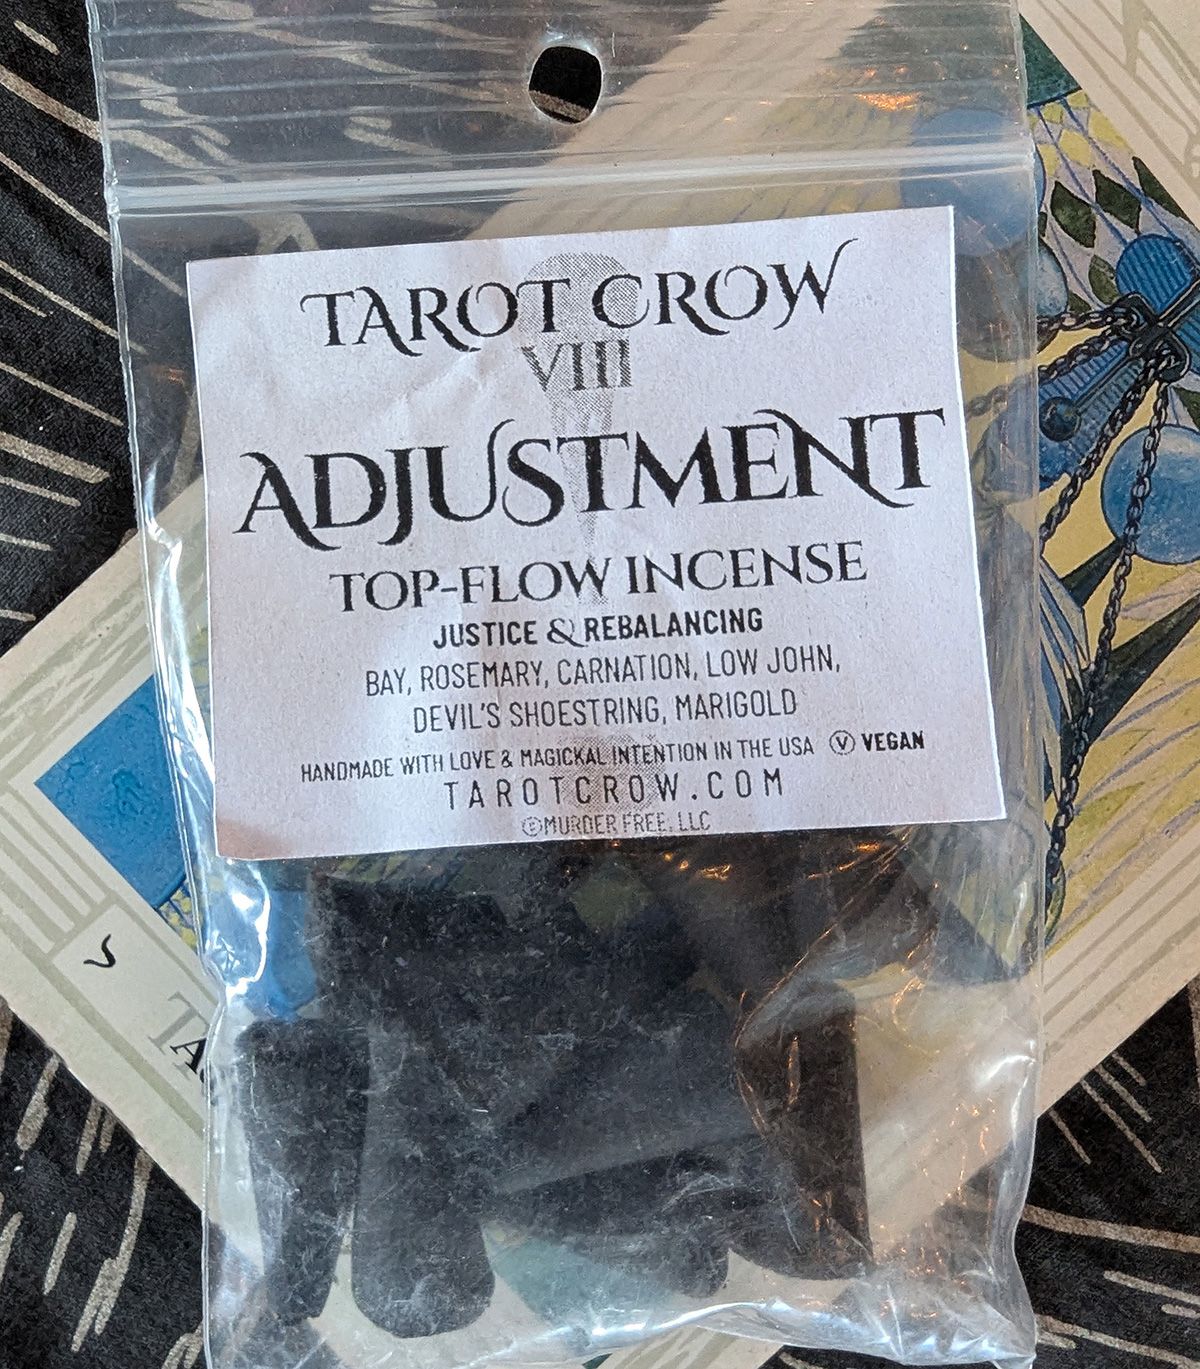 TAROT CROW
VIII
ADJUSTMENT
TOP-FLOW INCENSE
JUSTICE & REBALANCING
BAY, ROSEMARY, CARNATION, LOW JOHN,
DEVIL'S SHOESTRING, MARIGOLD
HANDMADE WITH LOVE & MAGICKAL INTENTION IN THE USA Ⓥ VEGAN
TAROTCROW.COM
©MURDER FREE, LLC